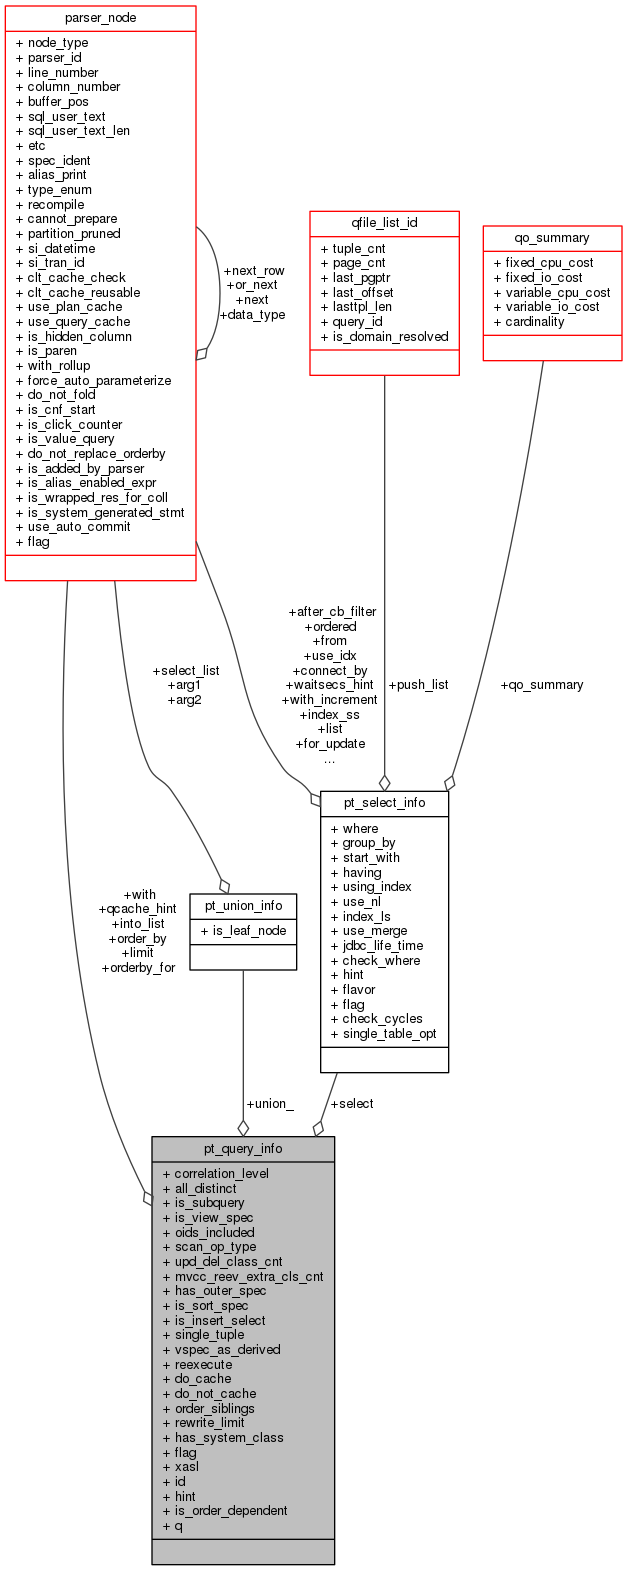 parser_node
+ node_type
+ parser_id
+ line_number
+ column_number
+ buffer_pos
+ sql_user_text
+ sql_user_text_len
+ etc
+ spec_ident
+ alias_print
+ type_enum
+ recompile
+ cannot_prepare
+ partition_pruned
+ si_datetime
+ si_tran_id
+ clt_cache_check
+ clt_cache_reusable
+ use_plan_cache
+ use_query_cache
+ is_hidden_column
+ is_paren
+ with_rollup
+ force_auto_parameterize
+ do_not_fold
+ is_cnf_start
+ is_click_counter
+ is_value_query
+ do_not_replace_orderby
+ is_added_by_parser
+ is_alias_enabled_expr
+ is_wrapped_res_for_coll
+ is_system_generated_stmt
+ use_auto_commit
+ flag
+next_row
+or_next
+next
+data_type
qfile_list_id
+ tuple_cnt
+ page_cnt
+ last_pgptr
+ last_offset
+ lasttpl_len
+ query_id
+ is_domain_resolved
qo_summary
+ fixed_cpu_cost
+ fixed_io_cost
+ variable_cpu_cost
+ variable_io_cost
+ cardinality
+select_list
+arg1
+arg2
+after_cb_filter
+ordered
+from
+use_idx
+connect_by
+waitsecs_hint
+with_increment
+index_ss
+list
+for_update
...
+push_list
+qo_summary
pt_select_info
+ where
+ group_by
+ start_with
+ having
+ using_index
+ use_nl
+ index_ls
+ use_merge
+ jdbc_life_time
+ check_where
+ hint
+ flavor
+ flag
+ check_cycles
+ single_table_opt
+with
+qcache_hint
+into_list
+order_by
+limit
+orderby_for
pt_union_info
+ is_leaf_node
+union_
+select
pt_query_info
+ correlation_level
+ all_distinct
+ is_subquery
+ is_view_spec
+ oids_included
+ scan_op_type
+ upd_del_class_cnt
+ mvcc_reev_extra_cls_cnt
+ has_outer_spec
+ is_sort_spec
+ is_insert_select
+ single_tuple
+ vspec_as_derived
+ reexecute
+ do_cache
+ do_not_cache
+ order_siblings
+ rewrite_limit
+ has_system_class
+ flag
+ xasl
+ id
+ hint
+ is_order_dependent
+ q